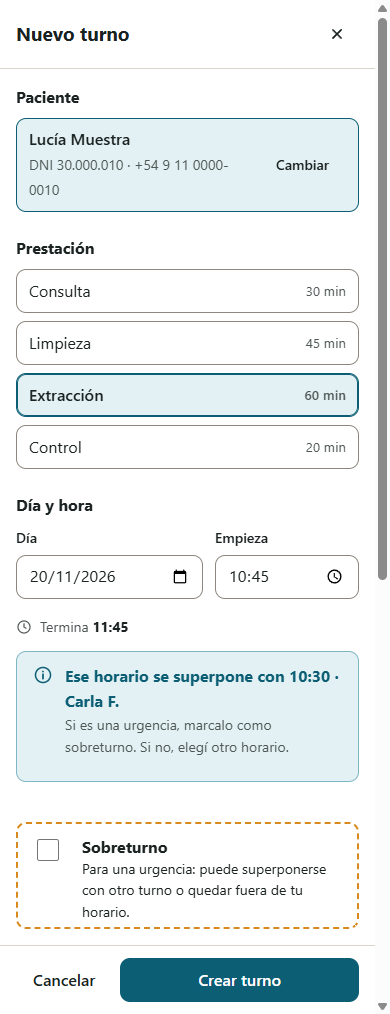 Nuevo turno
Paciente
Lucía Muestra
DNI 30.000.010 · +54 9 11 0000-
0010
Cambiar
Prestación
Consulta 30 min
Limpieza 45 min
Extracción 60 min
Control 20 min
Día y hora
Día Empieza
20/11/2026 10:45
Termina 11:45
Ese horario se superpone con 10:30 ·
Carla F.
Si es una urgencia, marcalo como
sobreturno. Si no, elegí otro horario.
Sobreturno
Para una urgencia: puede superponerse
con otro turno o quedar fuera de tu
horario.
Cancelar Crear turno